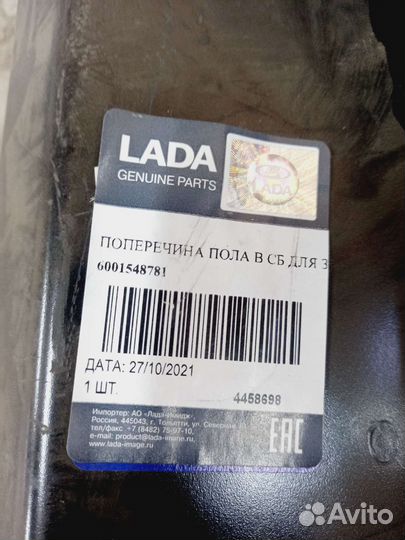 LADA
GENUINE PARTS
LADA
ПОПЕРЕЧИНА ПОЛА В СБ ДЛЯ З
6001548781
ДАТА: 27/10/2021
1 ШТ.
4458698
Импортер: АО «Лада-Имидж»
Россия, 445043, г. Тольятти, ул. Северная
тел/факс +7 (8482) 75-97-10,
e-mail: product@lada-image.ru,
www.lada-image.ru
EAC
Avito